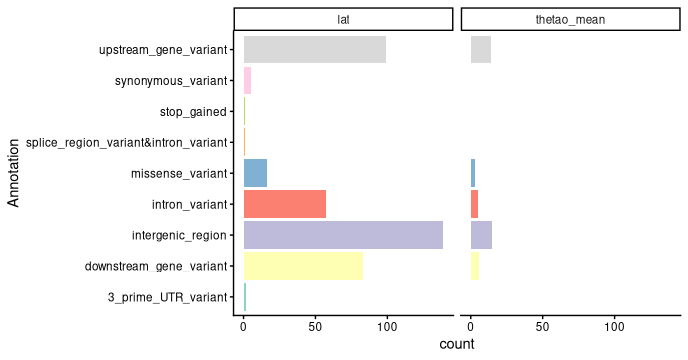 lat
thetao_mean
Annotation
upstream_gene_variant
synonymous_variant
stop_gained
splice_region_variant&intron_variant
missense_variant
intron_variant
intergenic_region
downstream_gene_variant
3_prime_UTR_variant
0 50 100
0 50 100
count